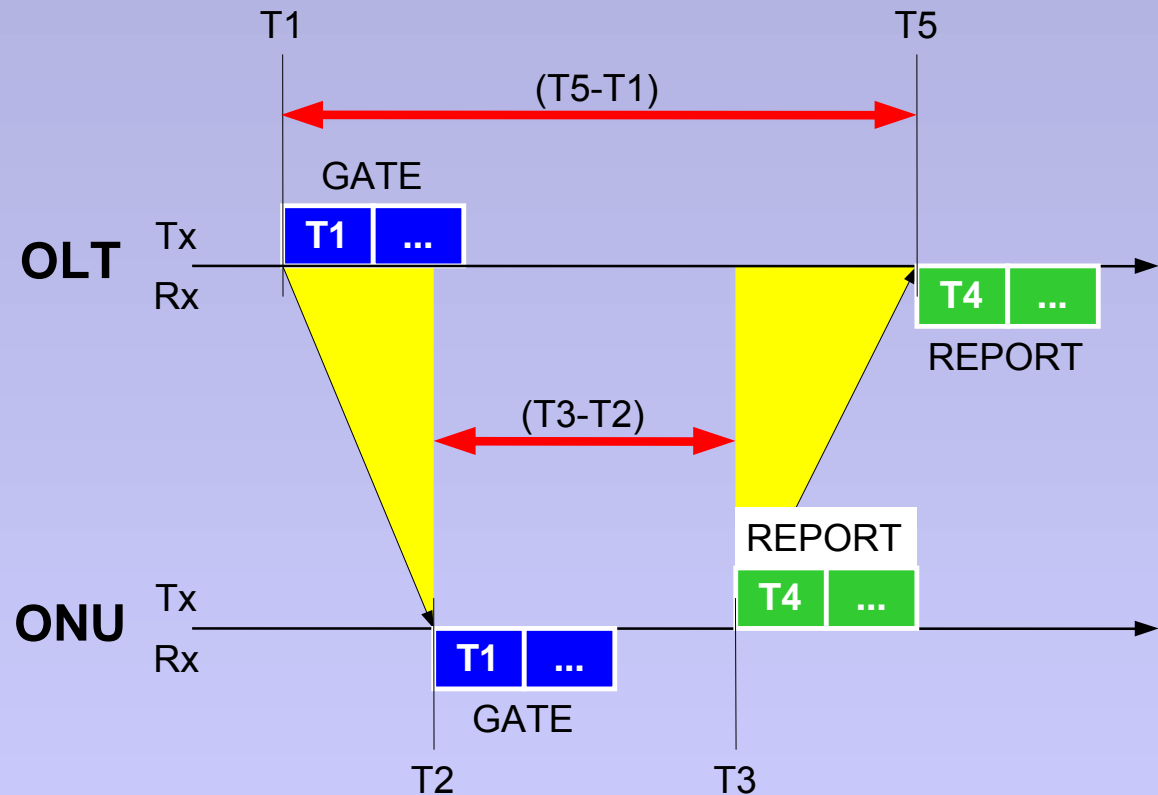 T1 T5
(T5-T1)
GATE
Tx T1 ...
OLT
Rx T4 ...
REPORT
(T3-T2)
REPORT
Tx T4 ...
ONU
Rx T1 ...
GATE
T2 T3